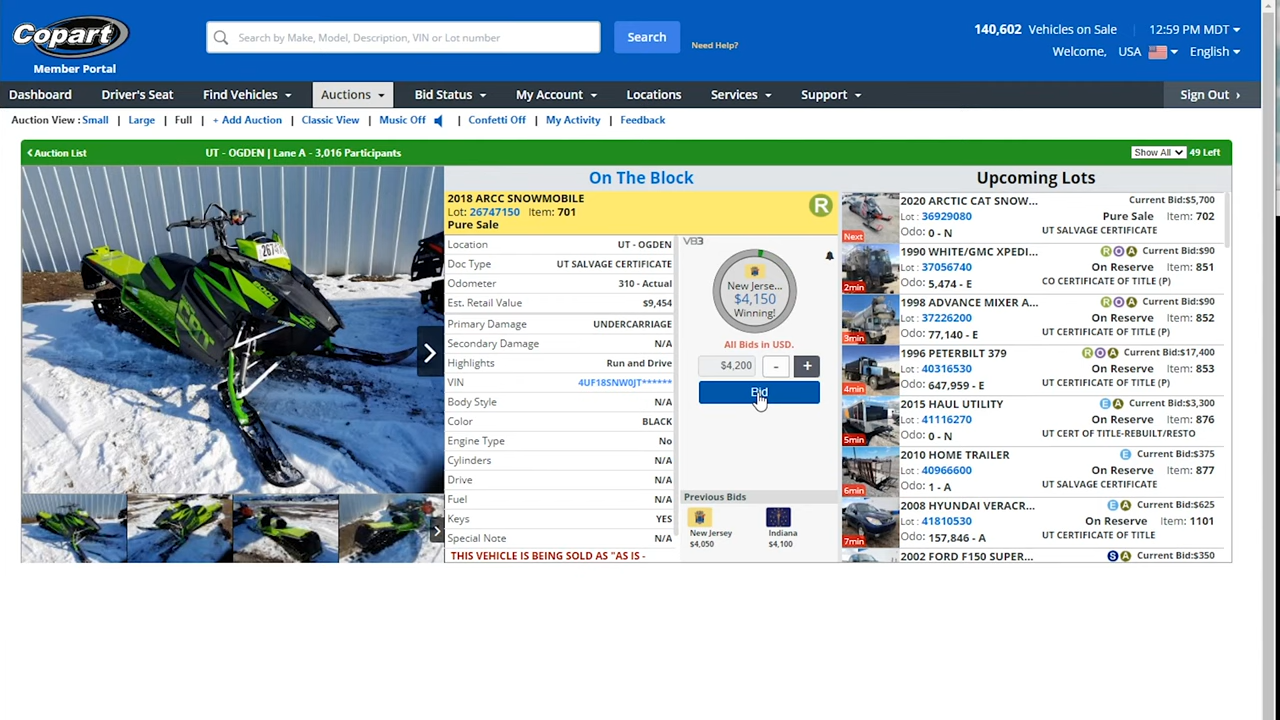 Copart
Member Portal
Search by Make, Model, Description, VIN or Lot number
Search
Need Help?
140,602 Vehicles on Sale
12:59 PM MDT
Welcome, USA
English
Dashboard
Driver's Seat
Find Vehicles
Auctions
Bid Status
My Account
Locations
Services
Support
Sign Out ›
Auction View : Small | Large | Full | + Add Auction | Classic View | Music Off | Confetti Off | My Activity | Feedback
Auction List
UT - OGDEN | Lane A - 3,016 Participants
Show All
49 Left
On The Block
2018 ARCC SNOWMOBILE
Lot: 26747150 Item: 701
Pure Sale
R
Location UT - OGDEN
Doc Type UT SALVAGE CERTIFICATE
Odometer 310 - Actual
Est. Retail Value $9,454
Primary Damage UNDERCARRIAGE
Secondary Damage N/A
Highlights Run and Drive
VIN 4UF18SNW0JT******
Body Style N/A
Color BLACK
Engine Type No
Cylinders N/A
Drive N/A
Fuel N/A
Keys YES
Special Note N/A
THIS VEHICLE IS BEING SOLD AS "AS IS -
VB3
New Jerse...
$4,150
Winning!
All Bids in USD.
$4,200
-
+
Bid
Previous Bids
New Jersey
$4,050
Indiana
$4,100
Upcoming Lots
2020 ARCTIC CAT SNOW... Current Bid:$5,700
Lot : 36929080 Pure Sale Item: 702
Odo: 0 - N UT SALVAGE CERTIFICATE
Next
1990 WHITE/GMC XPEDI... R O A Current Bid:$90
Lot : 37056740 On Reserve Item: 851
5,474 - E CO CERTIFICATE OF TITLE (P)
2min
1998 ADVANCE MIXER A... R O A Current Bid:$90
Lot : 37226200 On Reserve Item: 852
Odo: 77,140 - E UT CERTIFICATE OF TITLE (P)
3min
1996 PETERBILT 379 R O A Current Bid:$17,400
Lot : 40316530 On Reserve Item: 853
Odo: 647,959 - E UT CERTIFICATE OF TITLE (P)
4min
2015 HAUL UTILITY E A Current Bid:$3,300
Lot : 41116270 On Reserve Item: 876
Odo: 0 - N UT CERT OF TITLE-REBUILT/RESTO
5min
2010 HOME TRAILER E Current Bid:$375
Lot : 40966600 On Reserve Item: 877
Odo: 1 - A UT SALVAGE CERTIFICATE
6min
2008 HYUNDAI VERACR... E A Current Bid:$625
Lot : 41810530 On Reserve Item: 1101
Odo: 157,846 - A UT CERTIFICATE OF TITLE
7min
2002 FORD F150 SUPER... S A Current Bid:$350